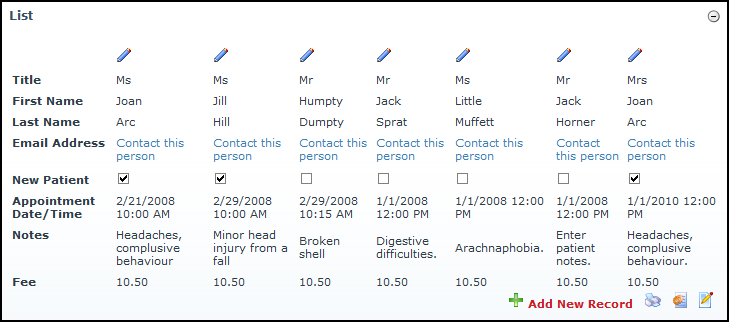 List
Title Ms Ms Mr Mr Ms Mr Mrs
First Name Joan Jill Humpty Jack Little Jack Joan
Last Name Arc Hill Dumpty Sprat Muffett Horner Arc
Email Address Contact this Contact this Contact this Contact this Contact this Contact Contact this
person person person person person this person person
New Patient
Appointment 2/21/2008 2/29/2008 2/29/2008 1/1/2008 1/1/2008 12:00 1/1/2008 1/1/2010 12:00
Date/Time 10:00 AM 10:00 AM 10:15 AM 12:00 PM PM 12:00 PM PM
Notes Headaches, Minor head Broken Digestive Arachnaphobia. Enter Headaches,
complusive injury from a shell difficulties. patient complusive
behaviour fall notes. behaviour.
Fee 10.50 10.50 10.50 10.50 10.50 10.50 10.50
Add New Record